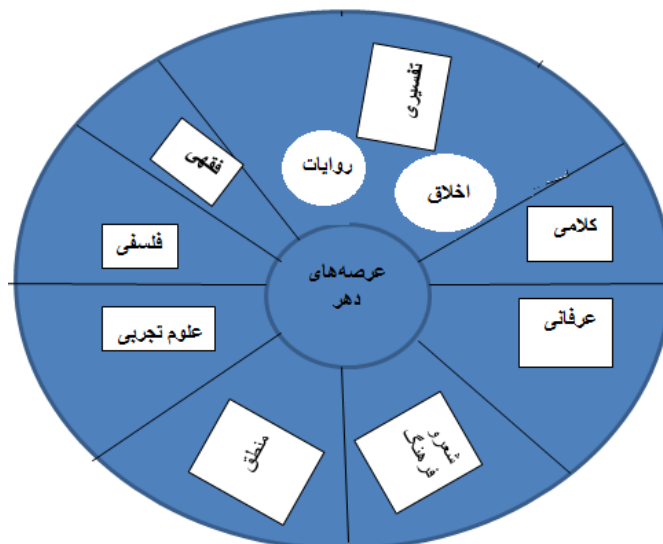 تفسیری
فقهی
روایات
اخلاق
کلامی
فلسفی
عرصه‌های
دهر
عرفانی
علوم تجربی
منطق
شعر و
فرهنگ